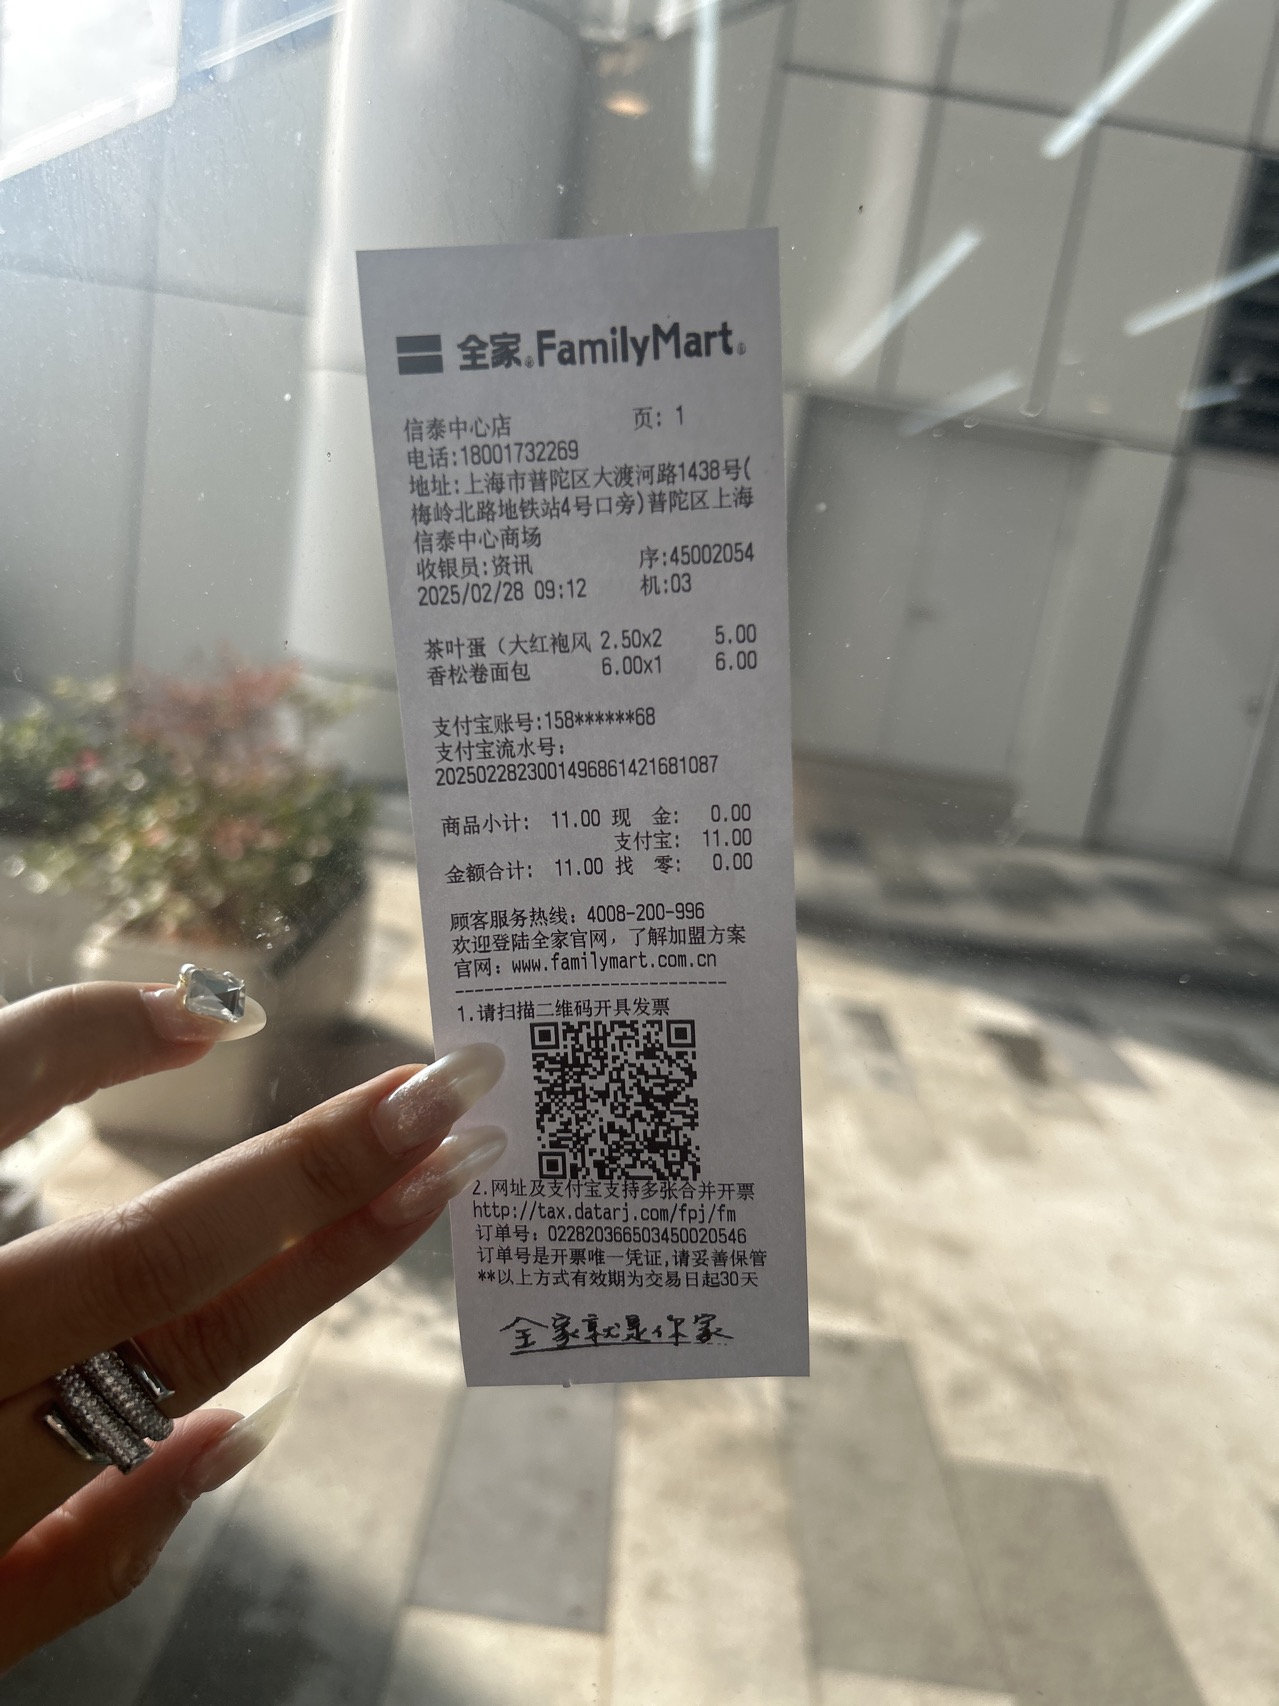 全家 FamilyMart
信泰中心店 页: 1
电话:18001732269
地址:上海市普陀区大渡河路1438号(
梅岭北路地铁站4号口旁)普陀区上海
信泰中心商场
收银员:资讯 序:45002054
2025/02/28 09:12 机:03
茶叶蛋（大红袍风 2.50x2 5.00
香松卷面包 6.00x1 6.00
支付宝账号:158******68
支付宝流水号:
2025022823001496861421681087
商品小计: 11.00 现 金: 0.00
支付宝: 11.00
金额合计: 11.00 找 零: 0.00
顾客服务热线: 4008-200-996
欢迎登陆全家官网, 了解加盟方案
官网: www.familymart.com.cn
1.请扫描二维码开具发票
2.网址及支付宝支持多张合并开票
http://tax.datarj.com/fpj/fm
订单号: 022820366503450020546
订单号是开票唯一凭证,请妥善保管
**以上方式有效期为交易日起30天
全家就是你家